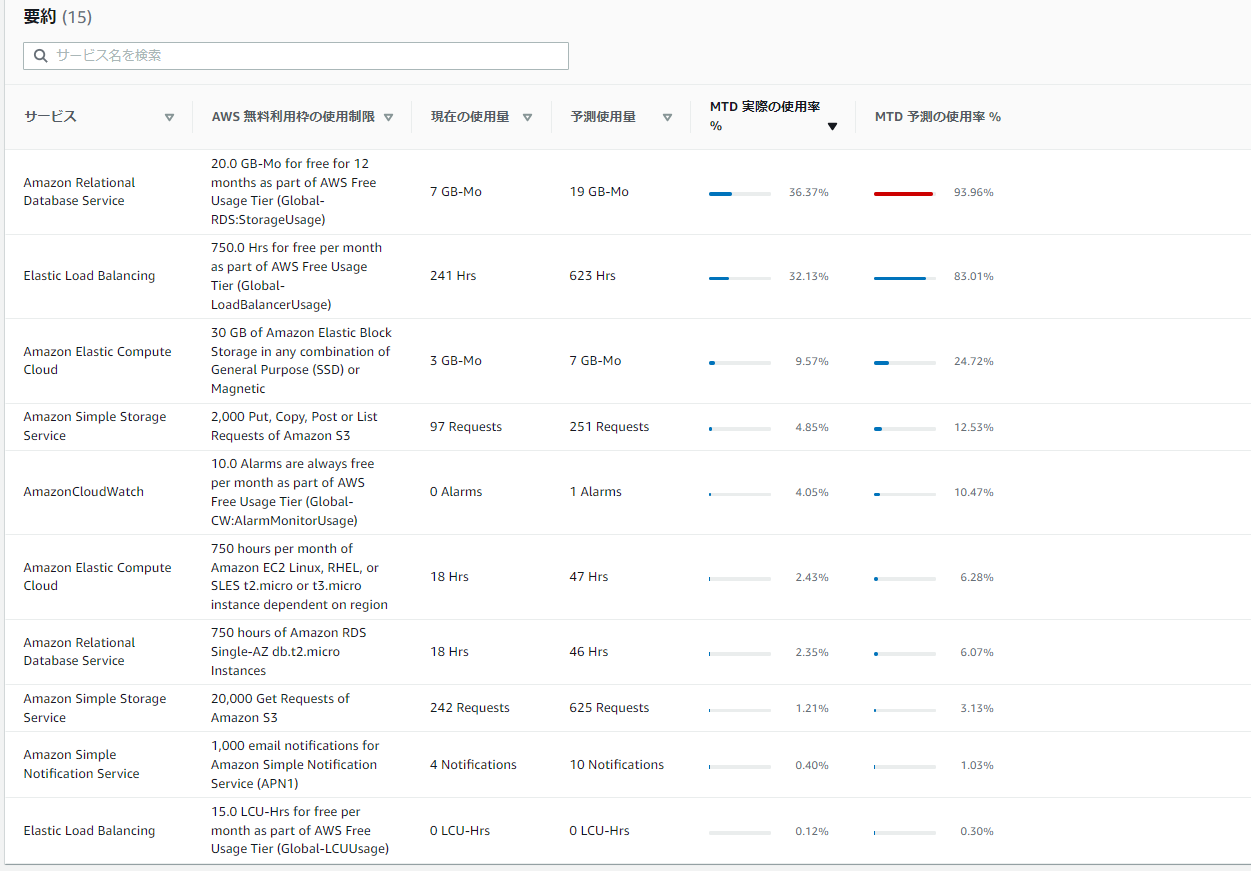 要約 (15)
サービス名を検索
サービス
AWS 無料利用枠の使用制限
現在の使用量
予測使用量
MTD 実際の使用率
%
MTD 予測の使用率 %
Amazon Relational
Database Service
20.0 GB-Mo for free for 12
months as part of AWS Free
Usage Tier (Global-
RDS:StorageUsage)
7 GB-Mo
19 GB-Mo
36.37%
93.96%
Elastic Load Balancing
750.0 Hrs for free per month
as part of AWS Free Usage
Tier (Global-
LoadBalancerUsage)
241 Hrs
623 Hrs
32.13%
83.01%
Amazon Elastic Compute
Cloud
30 GB of Amazon Elastic Block
Storage in any combination of
General Purpose (SSD) or
Magnetic
3 GB-Mo
7 GB-Mo
9.57%
24.72%
Amazon Simple Storage
Service
2,000 Put, Copy, Post or List
Requests of Amazon S3
97 Requests
251 Requests
4.85%
12.53%
AmazonCloudWatch
10.0 Alarms are always free
per month as part of AWS
Free Usage Tier (Global-
CW:AlarmMonitorUsage)
0 Alarms
1 Alarms
4.05%
10.47%
Amazon Elastic Compute
Cloud
750 hours per month of
Amazon EC2 Linux, RHEL, or
SLES t2.micro or t3.micro
instance dependent on region
18 Hrs
47 Hrs
2.43%
6.28%
Amazon Relational
Database Service
750 hours of Amazon RDS
Single-AZ db.t2.micro
Instances
18 Hrs
46 Hrs
2.35%
6.07%
Amazon Simple Storage
Service
20,000 Get Requests of
Amazon S3
242 Requests
625 Requests
1.21%
3.13%
Amazon Simple
Notification Service
1,000 email notifications for
Amazon Simple Notification
Service (APN1)
4 Notifications
10 Notifications
0.40%
1.03%
Elastic Load Balancing
15.0 LCU-Hrs for free per
month as part of AWS Free
Usage Tier (Global-LCUUsage)
0 LCU-Hrs
0 LCU-Hrs
0.12%
0.30%